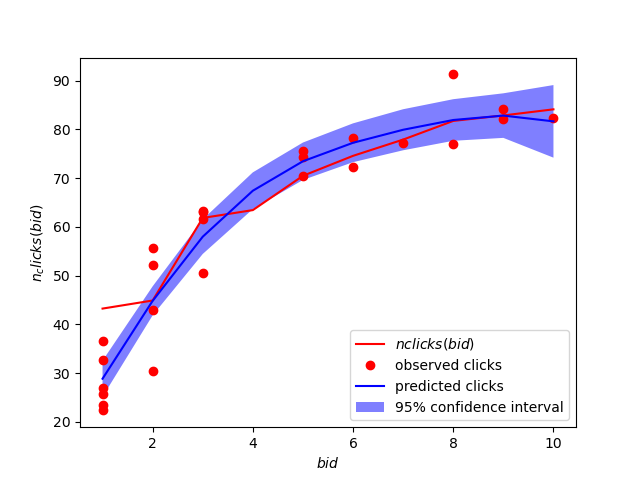 90
80
70
60
50
40
30
20
2 4 6 8 10
n_clicks(bid)
bid
nclicks(bid)
observed clicks
predicted clicks
95% confidence interval